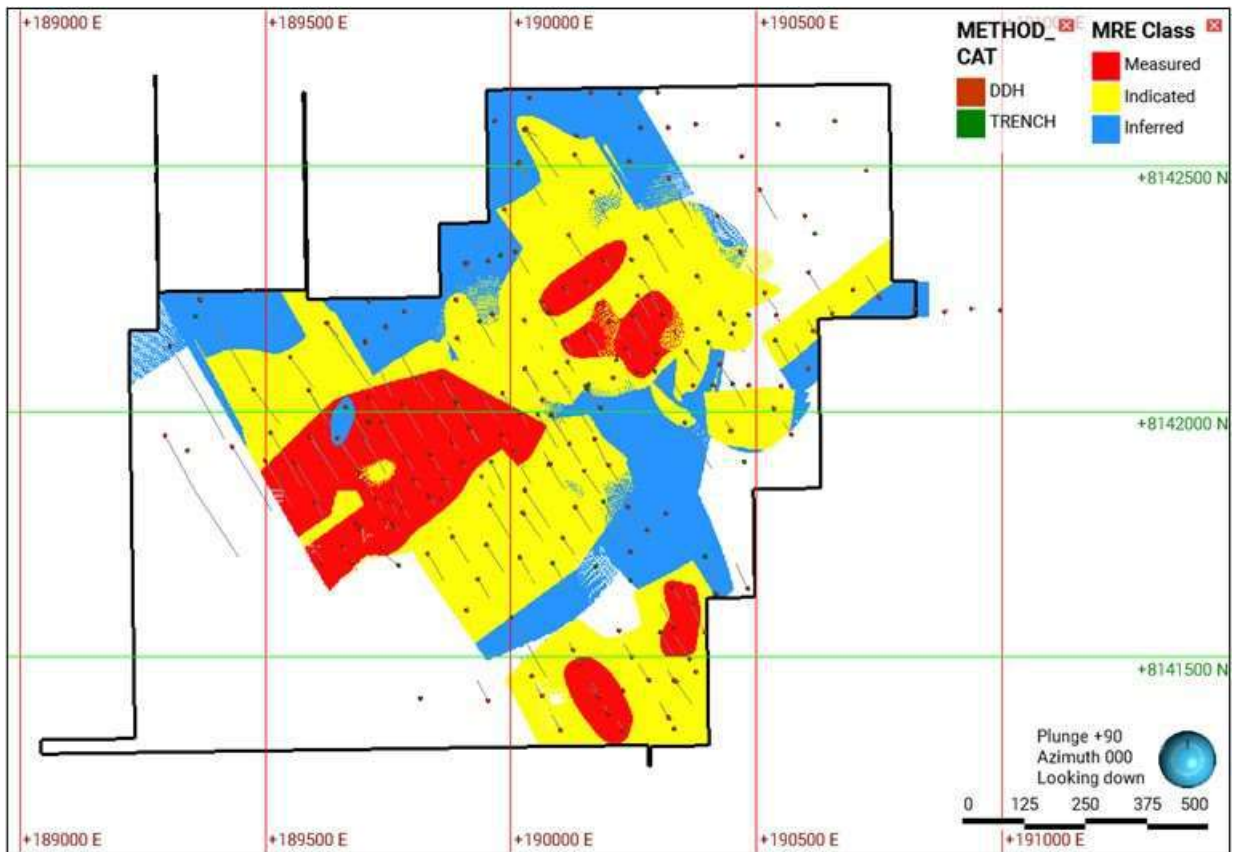 +189000 E
+189500 E
+190000 E
+190500 E
+191000 E
METHOD_
CAT
DDH
TRENCH
MRE Class
Measured
Indicated
Inferred
+8142500 N
+8142000 N
+8141500 N
Plunge +90
Azimuth 000
Looking down
0 125 250 375 500
+189000 E
+189500 E
+190000 E
+190500 E
+191000 E